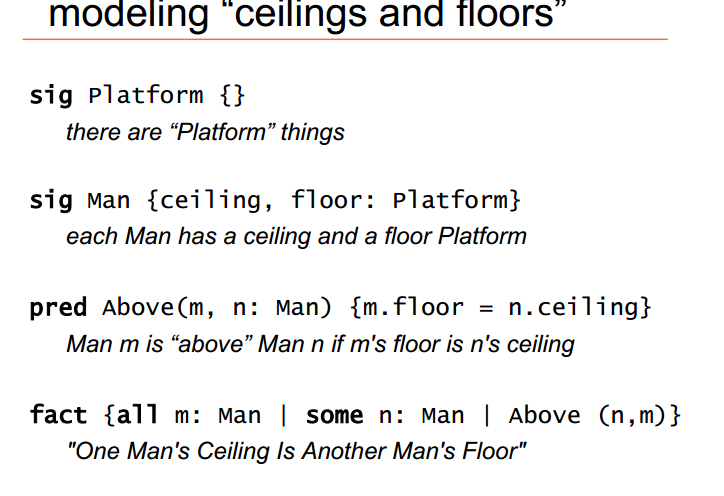 modeling “ceilings and floors”
sig Platform {}
there are “Platform” things
sig Man {ceiling, floor: Platform}
each Man has a ceiling and a floor Platform
pred Above(m, n: Man) {m.floor = n.ceiling}
Man m is “above” Man n if m's floor is n's ceiling
fact {all m: Man | some n: Man | Above (n,m)}
"One Man's Ceiling Is Another Man's Floor"